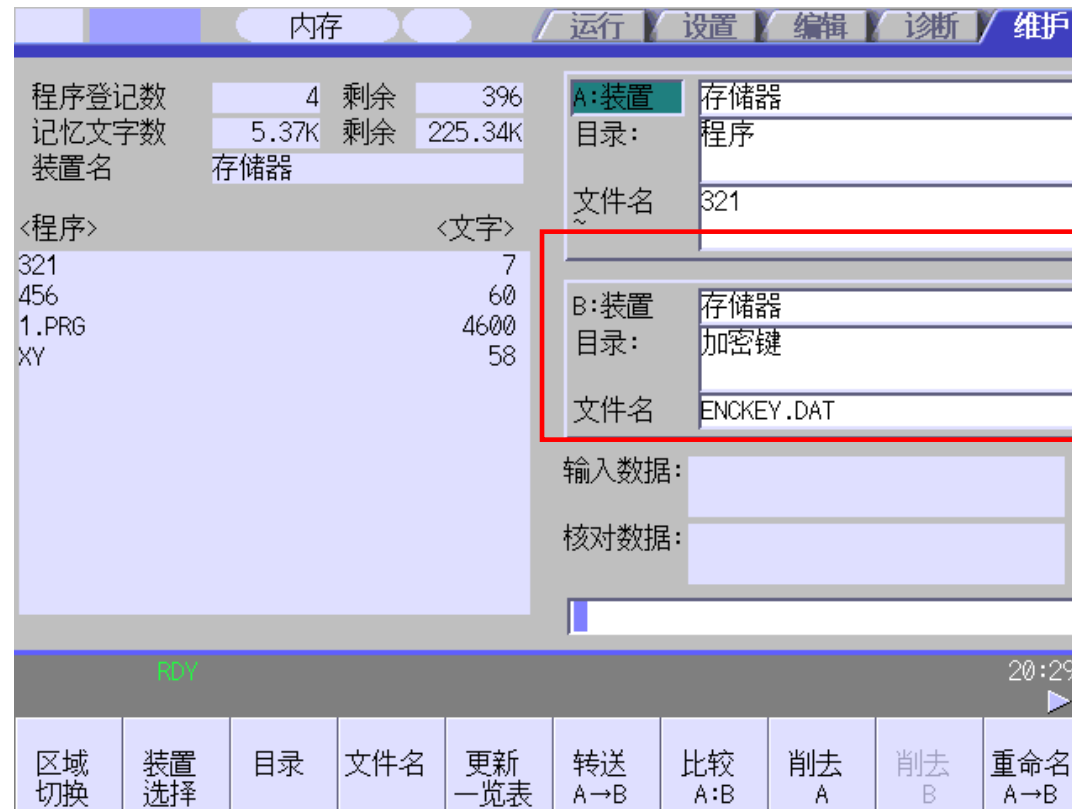 内存
运行 设置 编辑 诊断 维护
程序登记数 4 剩余 396
记忆文字数 5.37K 剩余 225.34K
装置名 存储器
<程序> <文字>
321 7
456 60
1.PRG 4600
XY 58
A:装置 存储器
目录: 程序
文件名 321
~
B:装置 存储器
目录: 加密键
文件名 ENCKEY.DAT
输入数据:
核对数据:
RDY 20:29
区域切换
装置选择
目录
文件名
更新一览表
转送 A→B
比较 A:B
削去 A
削去 B
重命名 A→B